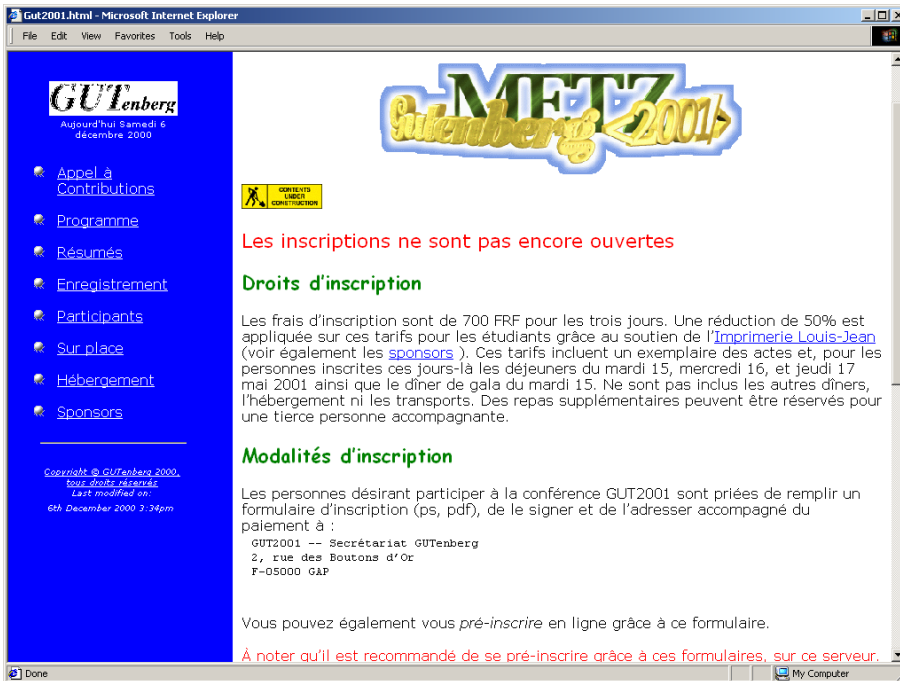 Gut2001.html - Microsoft Internet Explorer
File Edit View Favorites Tools Help
GUTenberg
Aujourd'hui Samedi 6
décembre 2000
Appel à
Contributions
Programme
Résumés
Enregistrement
Participants
Sur place
Hébergement
Sponsors
Copyright © GUTenberg 2000,
tous droits réservés
Last modified on:
6th December 2000 3:34pm
METZ
Gutenberg <2001/>
CONTENTS
UNDER
CONSTRUCTION
Les inscriptions ne sont pas encore ouvertes
Droits d'inscription
Les frais d'inscription sont de 700 FRF pour les trois jours. Une réduction de 50% est
appliquée sur ces tarifs pour les étudiants grâce au soutien de l'Imprimerie Louis-Jean
(voir également les sponsors ). Ces tarifs incluent un exemplaire des actes et, pour les
personnes inscrites ces jours-là les déjeuners du mardi 15, mercredi 16, et jeudi 17
mai 2001 ainsi que le dîner de gala du mardi 15. Ne sont pas inclus les autres dîners,
l'hébergement ni les transports. Des repas supplémentaires peuvent être réservés pour
une tierce personne accompagnante.
Modalités d'inscription
Les personnes désirant participer à la conférence GUT2001 sont priées de remplir un
formulaire d'inscription (ps, pdf), de le signer et de l'adresser accompagné du
paiement à :
GUT2001 -- Secrétariat GUTenberg
2, rue des Boutons d'Or
F-05000 GAP
Vous pouvez également vous pré-inscrire en ligne grâce à ce formulaire.
À noter qu'il est recommandé de se pré-inscrire grâce à ces formulaires, sur ce serveur.
Done
My Computer